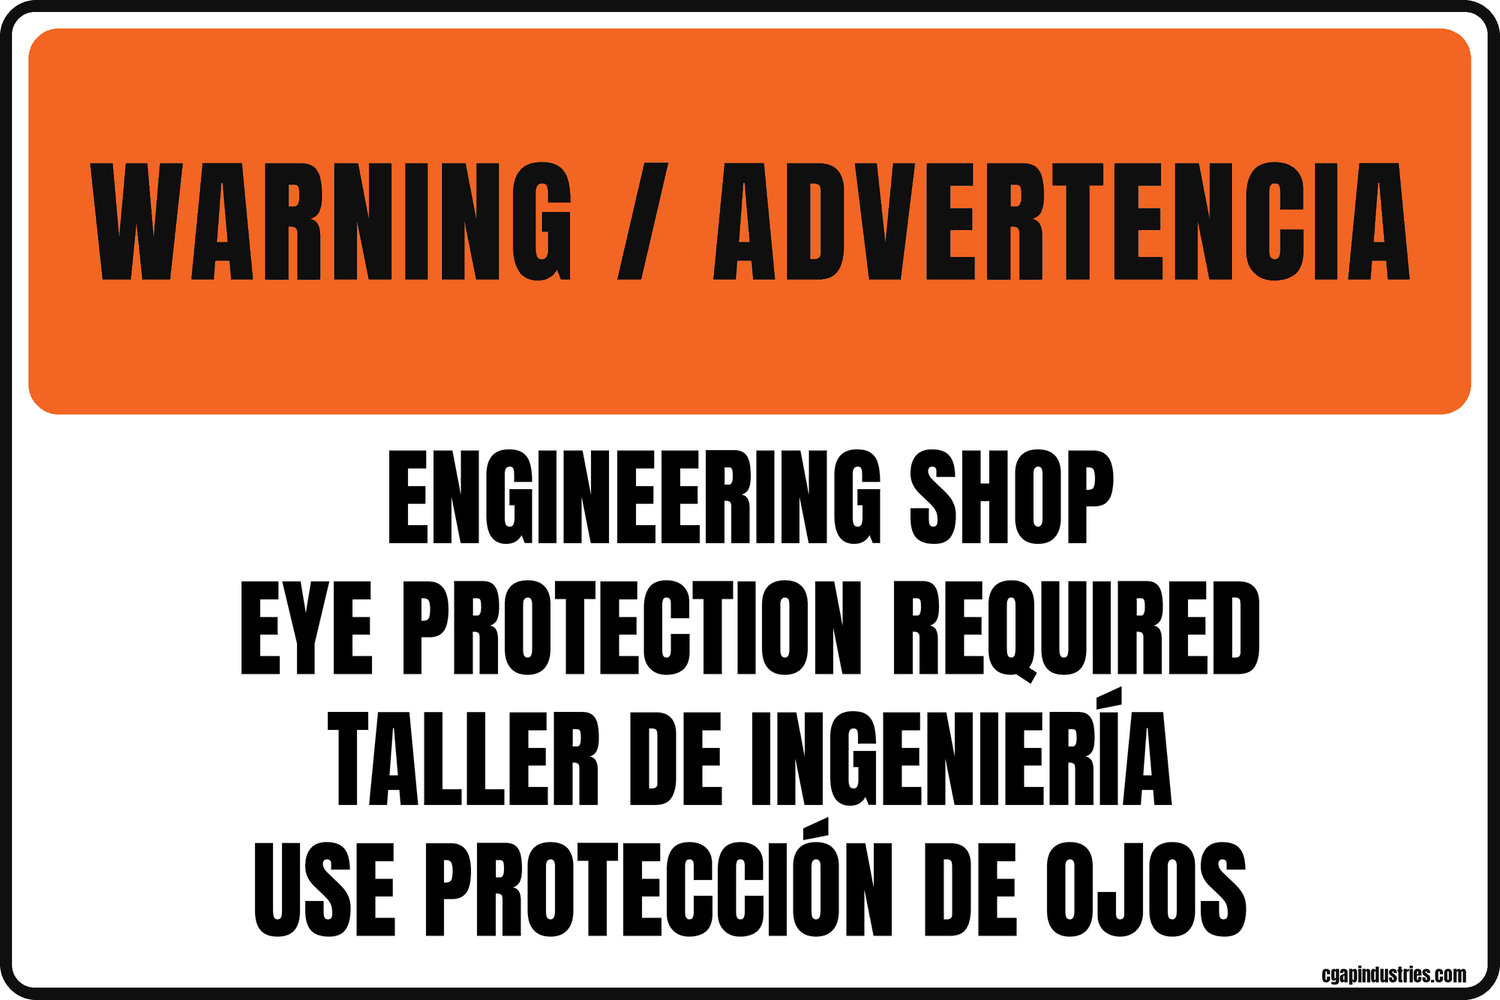 WARNING / ADVERTENCIA
ENGINEERING SHOP
EYE PROTECTION REQUIRED
TALLER DE INGENIERÍA
USE PROTECCIÓN DE OJOS
cgapindustries.com